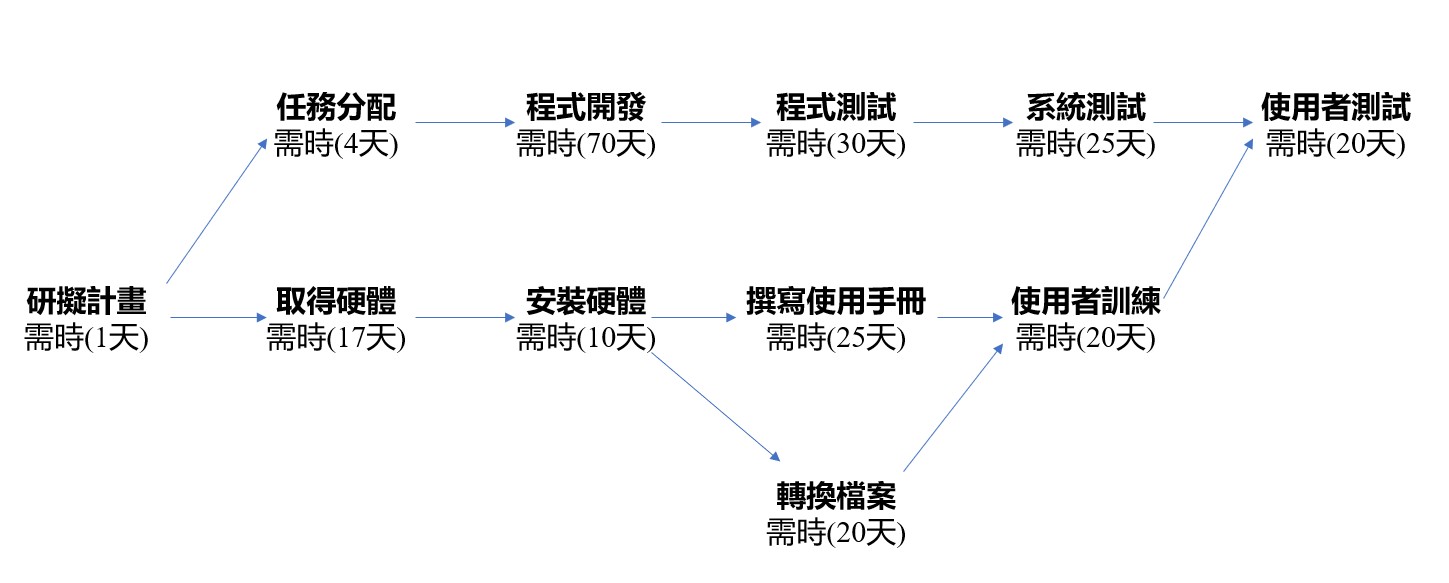 任務分配
需時(4天)
程式開發
需時(70天)
程式測試
需時(30天)
系統測試
需時(25天)
使用者測試
需時(20天)
研擬計畫
需時(1天)
取得硬體
需時(17天)
安裝硬體
需時(10天)
撰寫使用手冊
需時(25天)
使用者訓練
需時(20天)
轉換檔案
需時(20天)